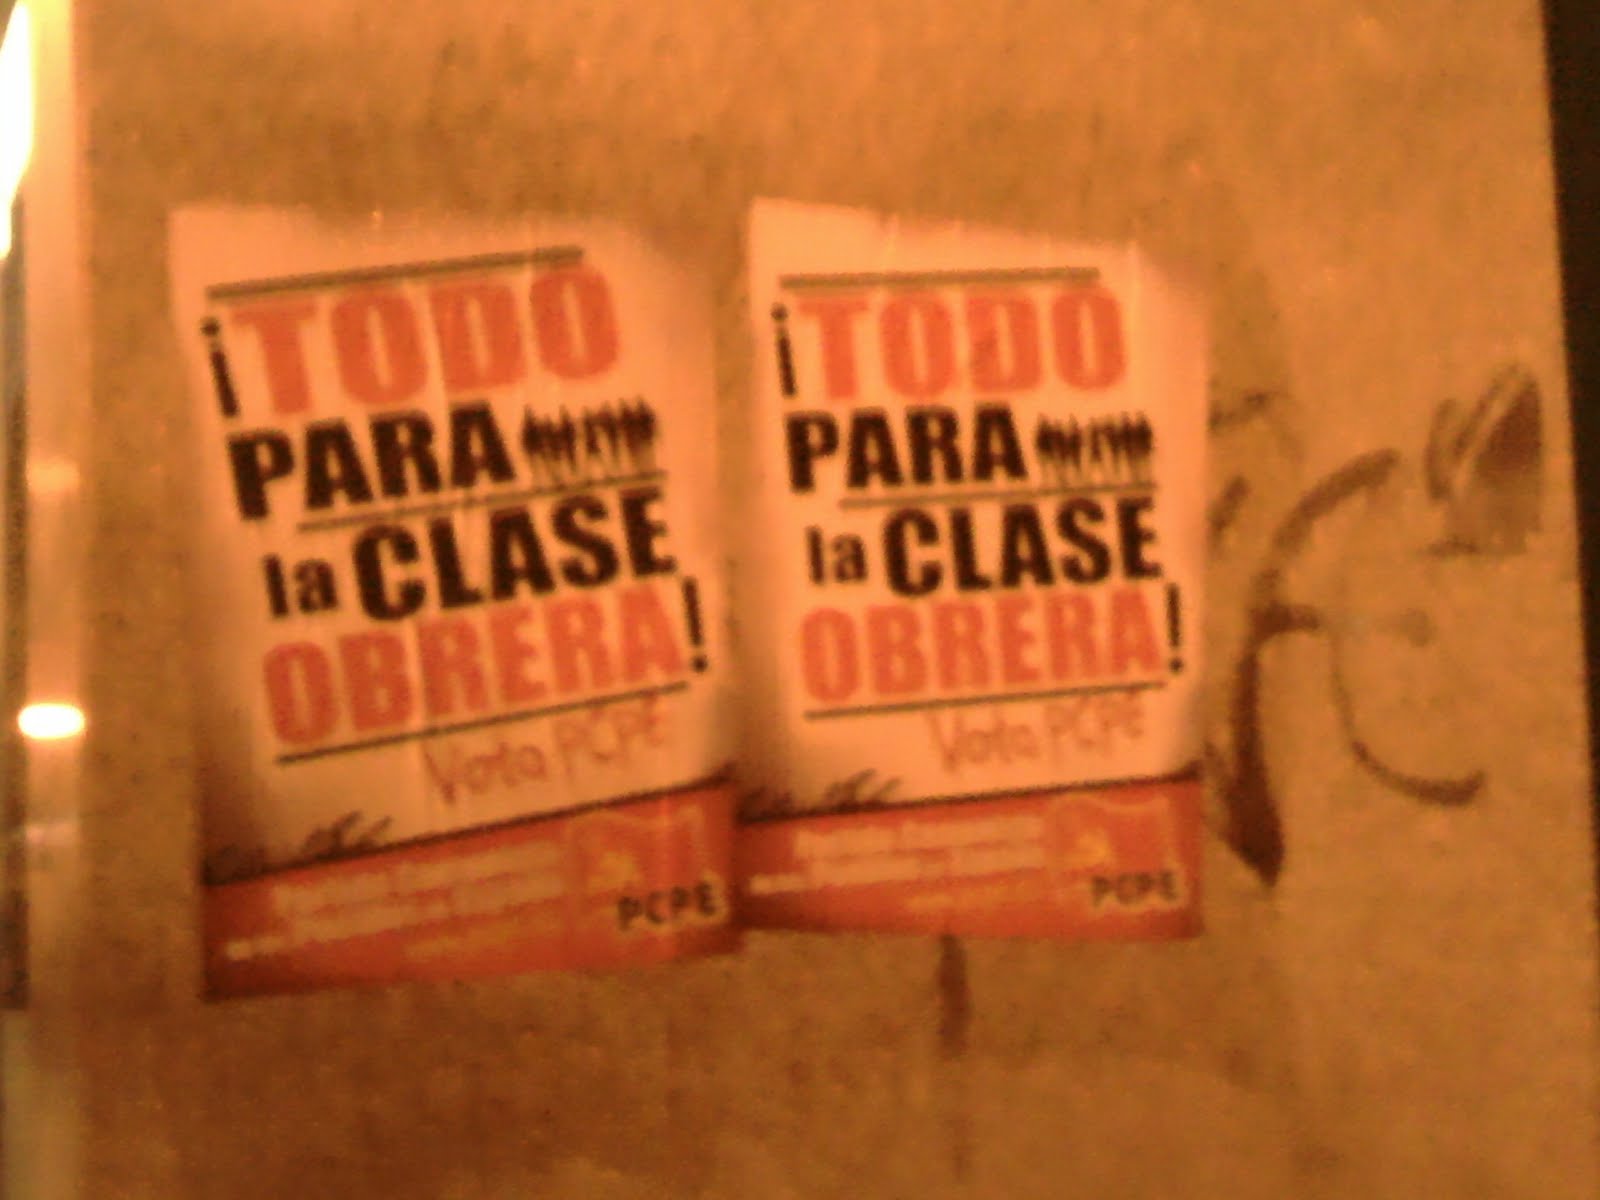 ¡TODO
PARA
la CLASE
OBRERA!
Vota PCPE
PCPE
¡TODO
PARA
la CLASE
OBRERA!
Vota PCPE
PCPE